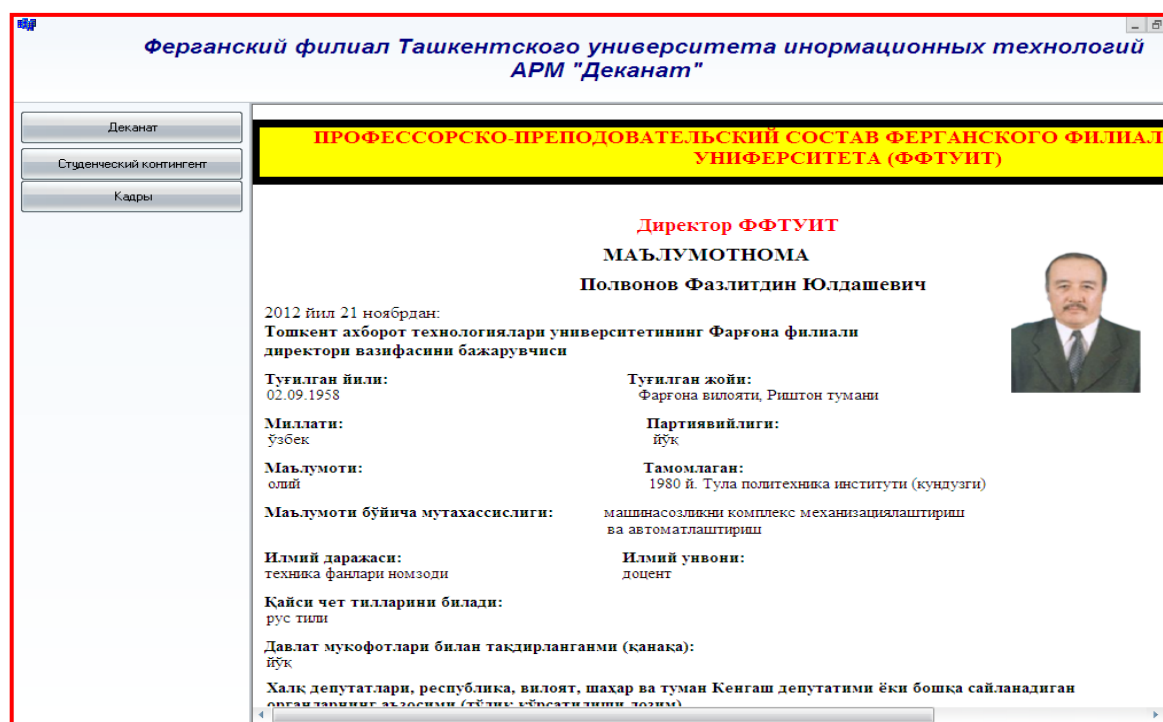 Ферганский филиал Ташкентского университета инормационных технологий
АРМ "Деканат"
Деканат
Студенческий контингент
Кадры
ПРОФЕССОРСКО-ПРЕПОДОВАТЕЛЬСКИЙ СОСТАВ ФЕРГАНСКОГО ФИЛИАЛ
УНИФЕРСИТЕТА (ФФТУИТ)
Директор ФФТУИТ
МАЪЛУМОТНОМА
Полвонов Фазлитдин Юлдашевич
2012 йил 21 ноябрдан:
Тошкент ахборот технологиялари университетининг Фарғона филиали
директори вазифасини бажарувчиси
Туғилган йили: Туғилган жойи:
02.09.1958 Фарғона вилояти, Риштон тумани
Миллати: Партиявийлиги:
ўзбек йўқ
Маълумоти: Тамомлаган:
олий 1980 й. Тула политехника институти (кундузги)
Маълумоти бўйича мутахассислиги: машинасозликни комплекс механизациялаштириш
ва автоматлаштириш
Илмий даражаси: Илмий унвони:
техника фанлари номзоди доцент
Қайси чет тилларини билади:
рус тили
Давлат мукофотлари билан тақдирланганми (қанақа):
йўқ
Халқ депутатлари, республика, вилоят, шаҳар ва туман Кенгаш депутатими ёки бошқа сайланадиган
органларнинг аъзосими (тўлиқ кўрсатилиши лозим)